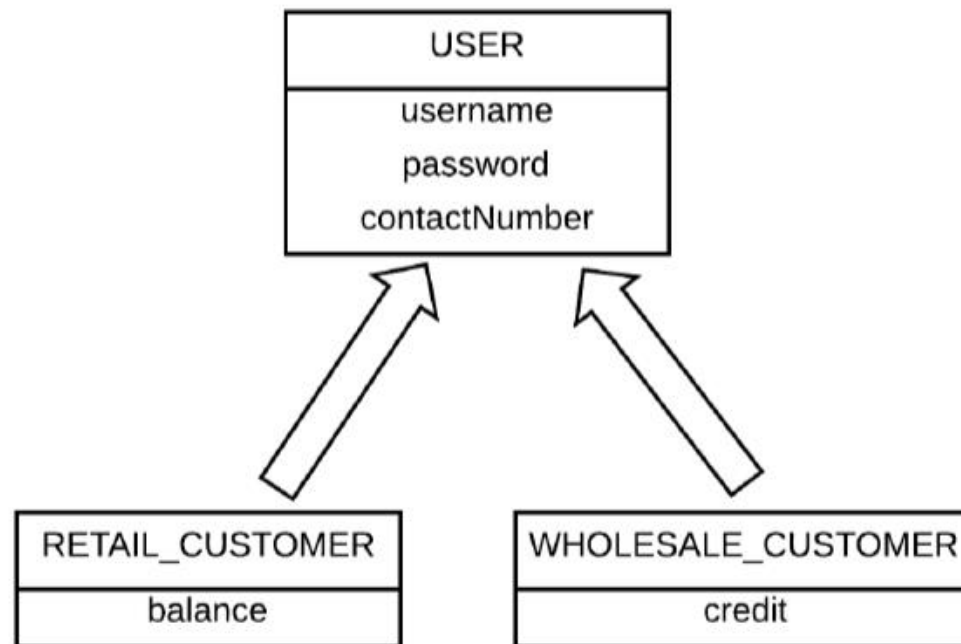 USER
username
password
contactNumber
RETAIL_CUSTOMER
balance
WHOLESALE_CUSTOMER
credit